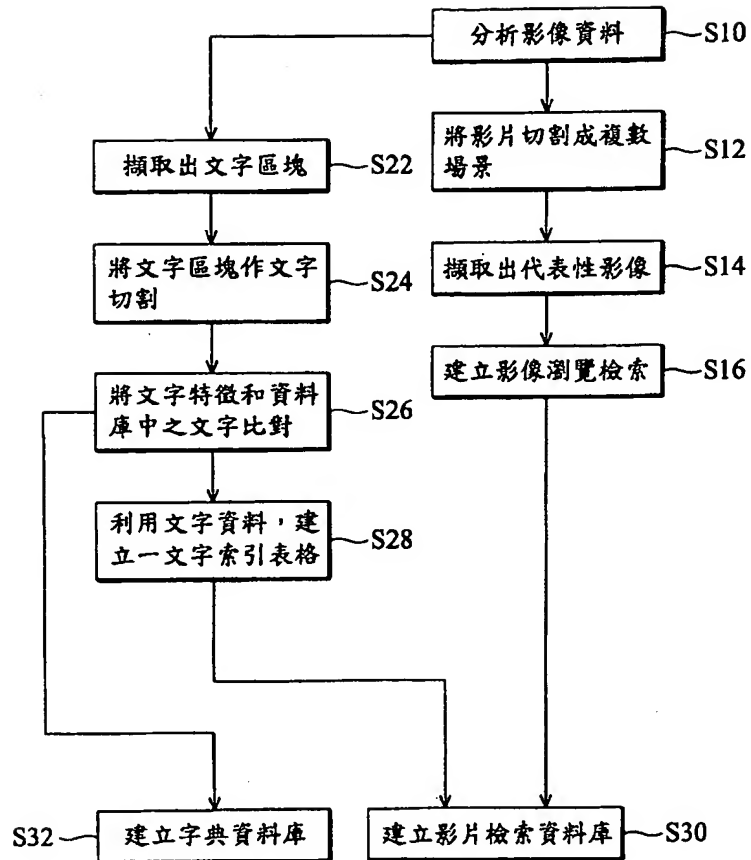 分析影像資料
S10
擷取出文字區塊
S22
將影片切割成複數
場景
S12
將文字區塊作文字
切割
S24
擷取出代表性影像
S14
將文字特徵和資料
庫中之文字比對
S26
建立影像瀏覽檢索
S16
利用文字資料，建
立一文字索引表格
S28
S32
建立字典資料庫
建立影片檢索資料庫
S30